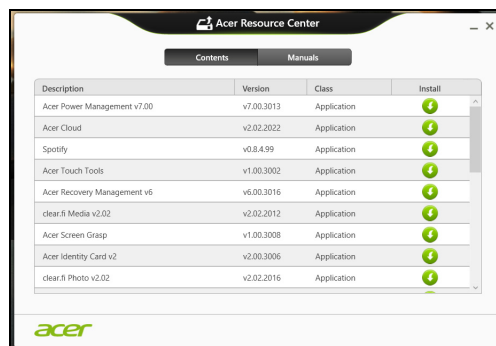 Acer Resource Center
Contents Manuals
Description Version Class Install
Acer Power Management v7.00 v7.00.3013 Application
Acer Cloud v2.02.2022 Application
Spotify v0.8.4.99 Application
Acer Touch Tools v1.00.3002 Application
Acer Recovery Management v6 v6.00.3016 Application
clear.fi Media v2.02 v2.02.2012 Application
Acer Screen Grasp v1.00.3008 Application
Acer Identity Card v2 v2.00.3006 Application
clear.fi Photo v2.02 v2.02.2016 Application
acer